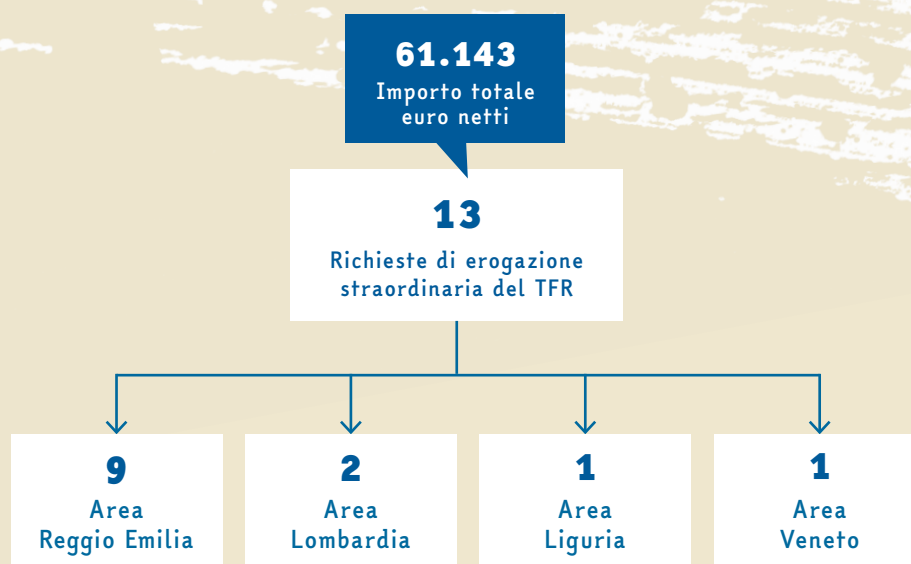 61.143
Importo totale
euro netti
13
Richieste di erogazione
straordinaria del TFR
9
Area
Reggio Emilia
2
Area
Lombardia
1
Area
Liguria
1
Area
Veneto